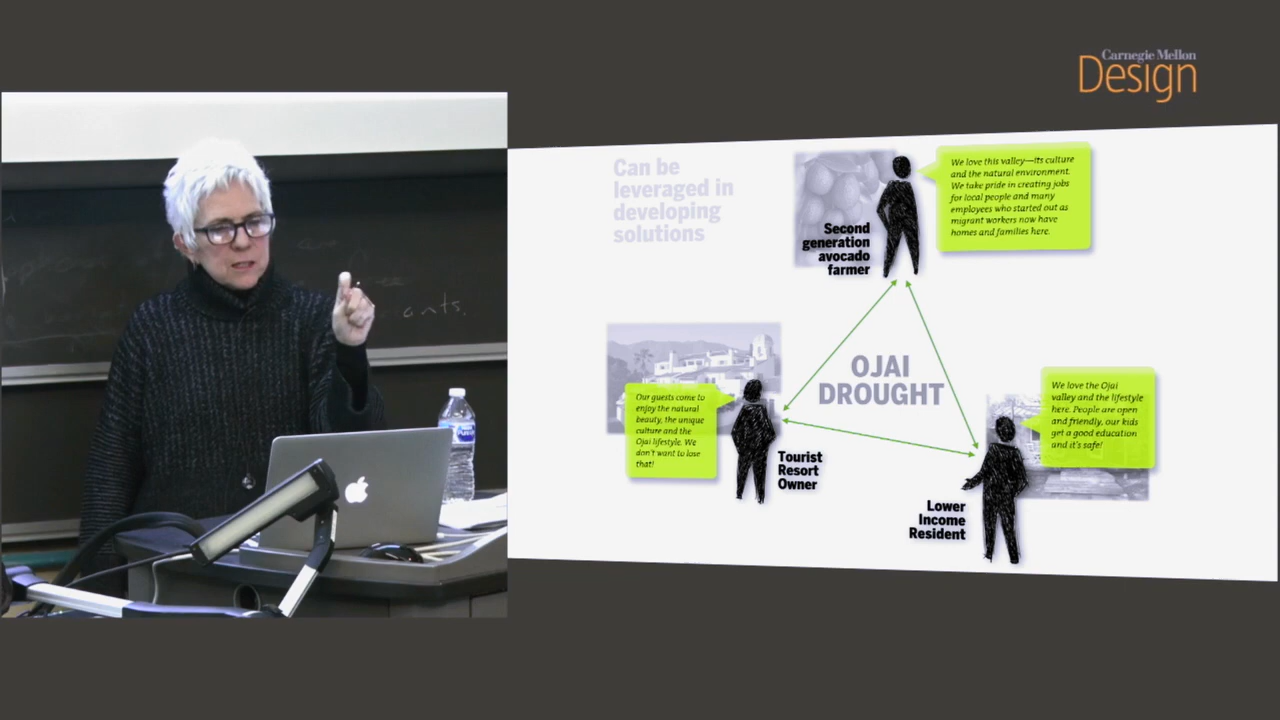 Carnegie Mellon
Design
Can be
leveraged in
developing
solutions
We love this valley—its culture
and the natural environment.
We take pride in creating jobs
for local people and many
employees who started out as
migrant workers now have
homes and families here.
Second
generation
avocado
farmer
OJAI
DROUGHT
Our guests come to
enjoy the natural
beauty, the unique
culture and the
Ojai lifestyle. We
don't want to lose
that!
Tourist
Resort
Owner
We love the Ojai
valley and the lifestyle
here. People are open
and friendly, our kids
get a good education
and it's safe!
Lower
Income
Resident